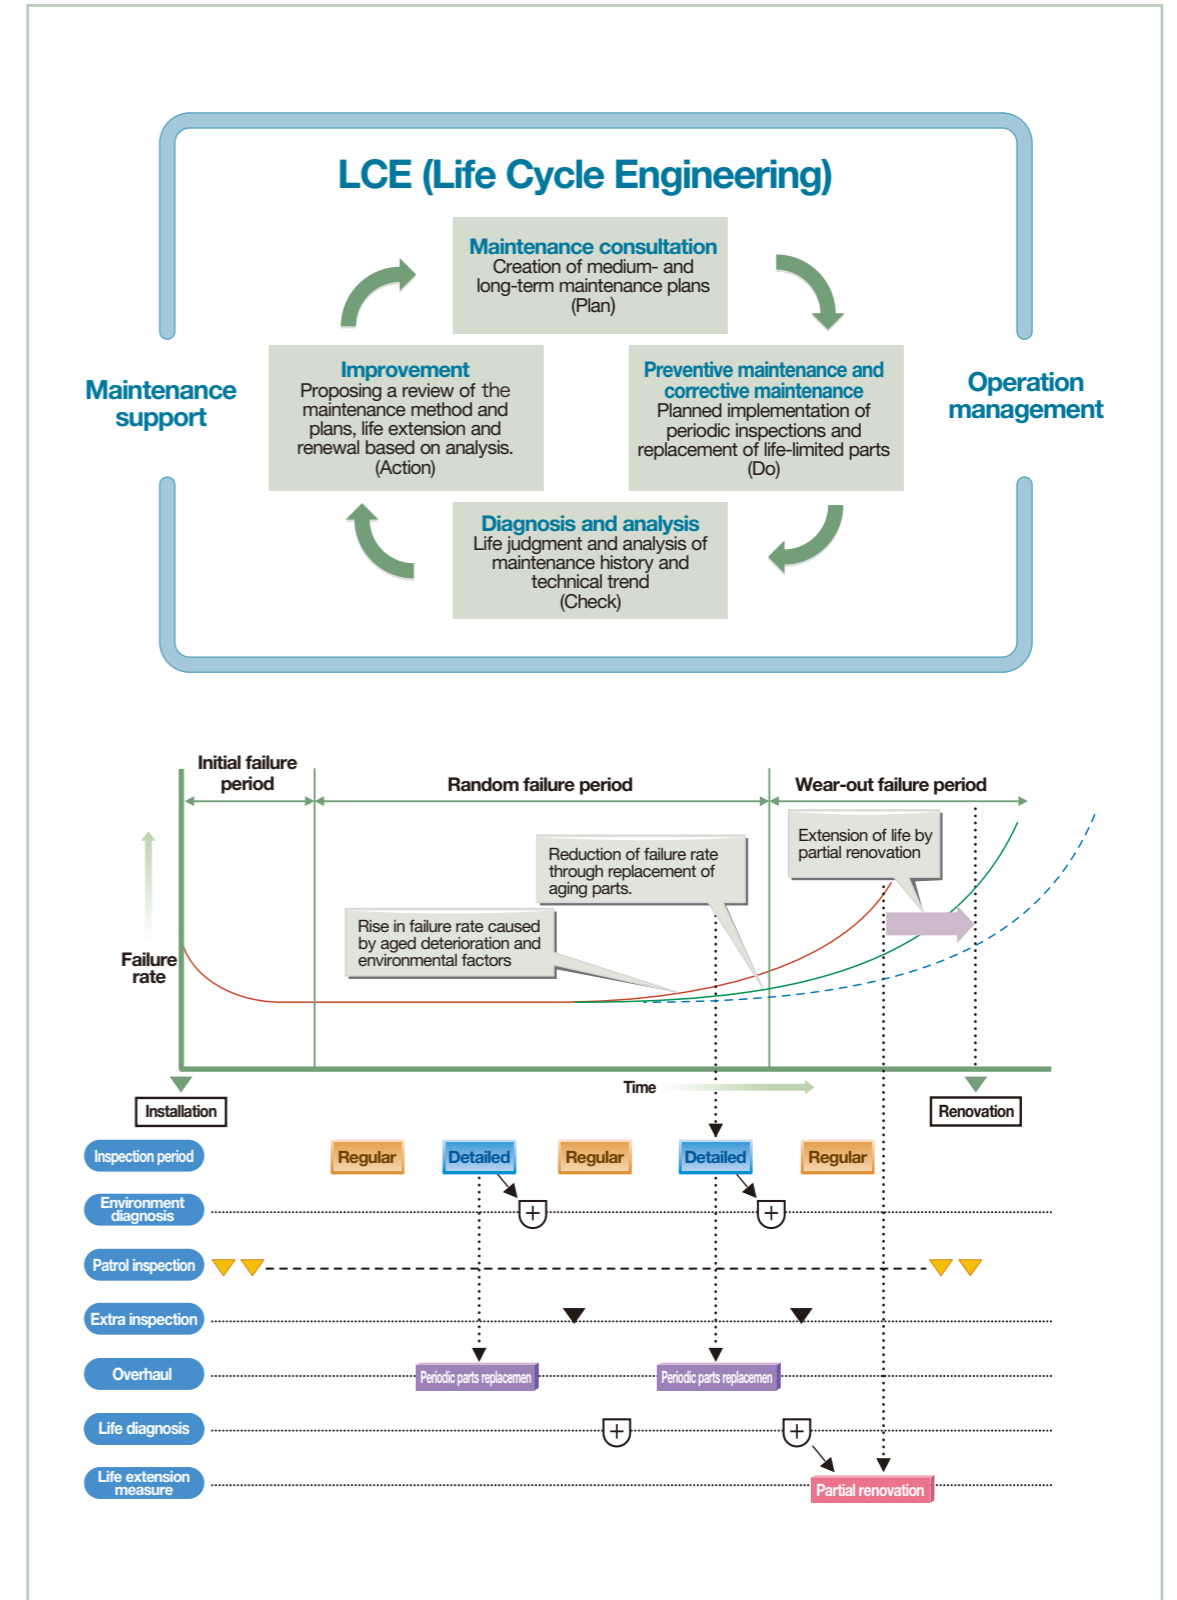 LCE (Life Cycle Engineering)
Maintenance consultation
Creation of medium- and
long-term maintenance plans
(Plan)
Improvement
Proposing a review of the
maintenance method and
plans, life extension and
renewal based on analysis.
(Action)
Preventive maintenance and
corrective maintenance
Planned implementation of
periodic inspections and
replacement of life-limited parts
(Do)
Maintenance
support
Operation
management
Diagnosis and analysis
Life judgment and analysis of
maintenance history and
technical trend
(Check)
Initial failure
period
Random failure period
Wear-out failure period
Extension of life by
partial renovation
Reduction of failure rate
through replacement of
aging parts.
Rise in failure rate caused
by aged deterioration and
environmental factors
Failure
rate
Time
Installation
Renovation
Inspection period
Regular
Detailed
Regular
Detailed
Regular
Environment
diagnosis
Patrol inspection
Extra inspection
Overhaul
Periodic parts replacemen
Periodic parts replacemen
Life diagnosis
Life extension
measure
Partial renovation